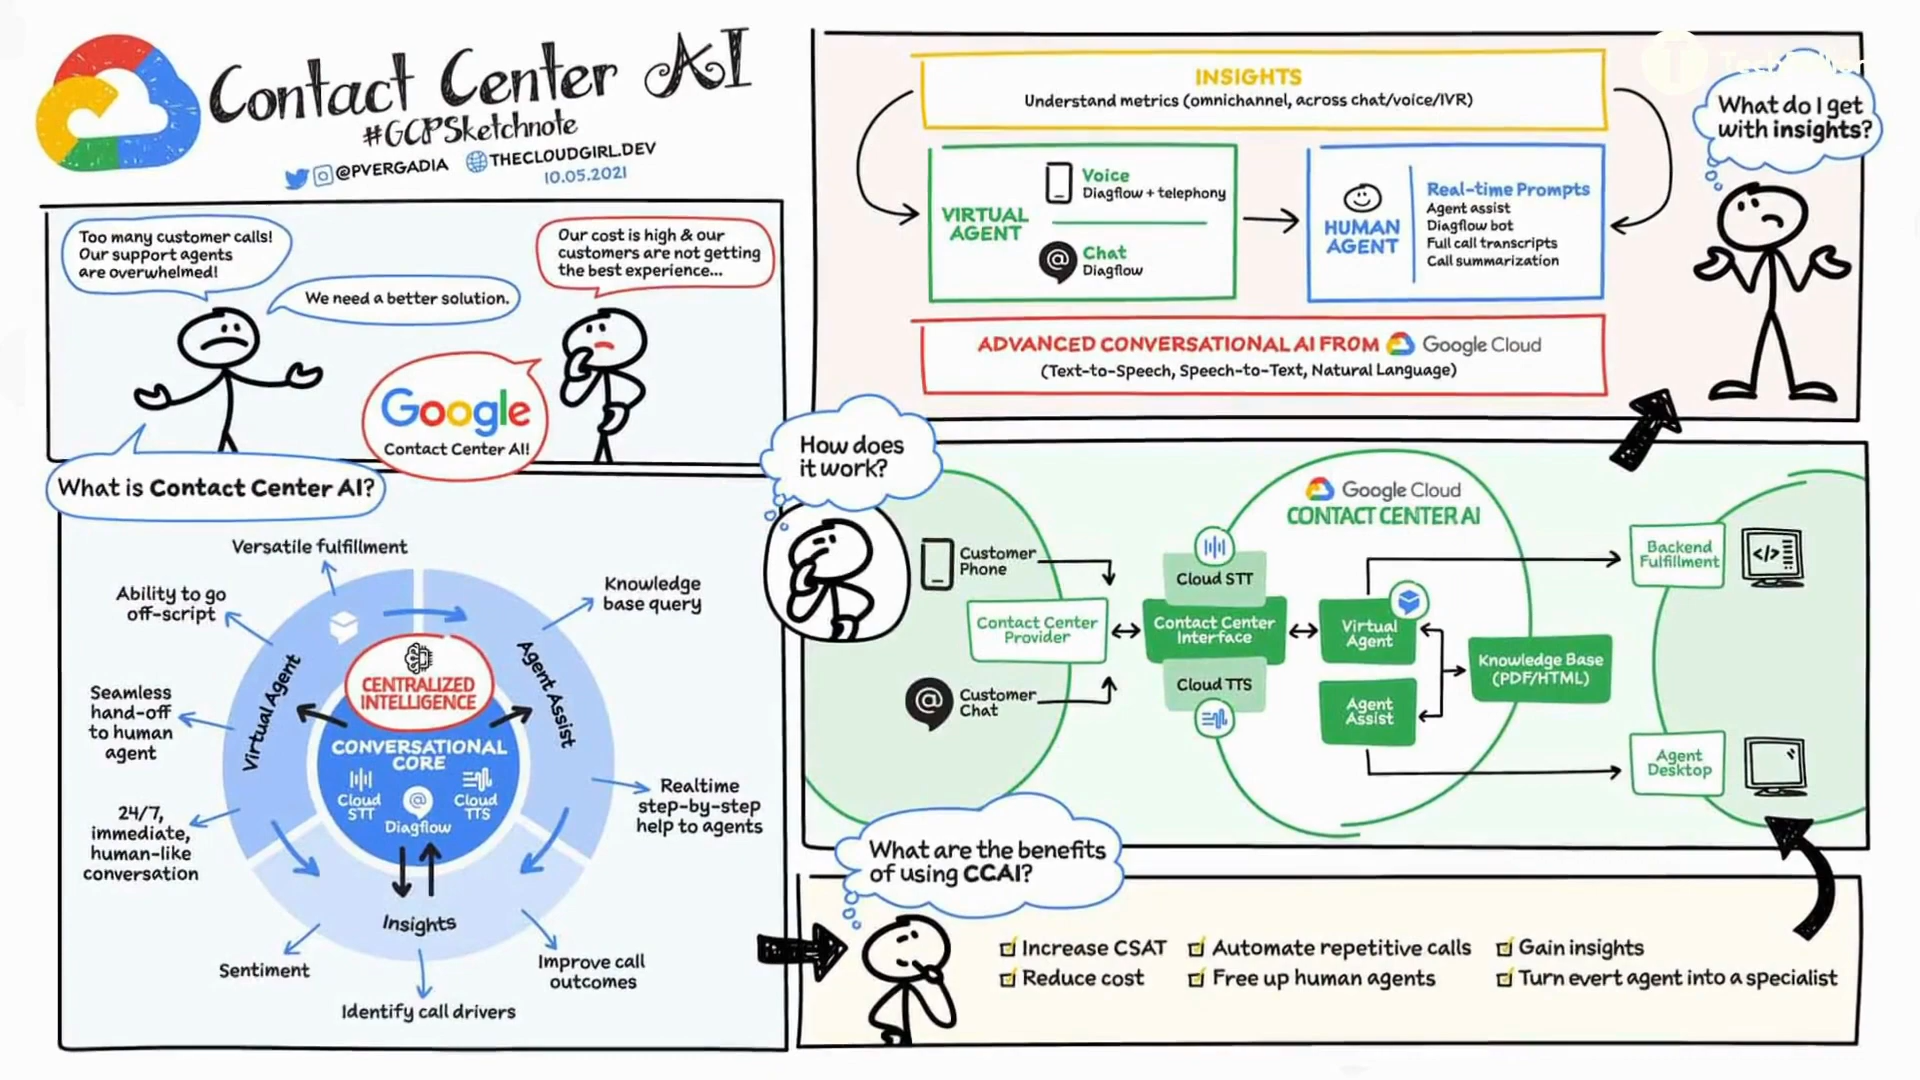 Contact Center AI
#GCPSketchnote
@PVERGADIA
THECLOUDGIRL.DEV
10.05.2021
Too many customer calls!
Our support agents
are overwhelmed!
We need a better solution.
Our cost is high & our
customers are not getting
the best experience...
Google
Contact Center AI!
What is Contact Center AI?
Versatile fulfillment
Ability to go
off-script
Seamless
hand-off
to human
agent
24/7,
immediate,
human-like
conversation
Knowledge
base query
Realtime
step-by-step
help to agents
Virtual Agent
Agent Assist
CENTRALIZED
INTELLIGENCE
CONVERSATIONAL
CORE
Cloud
STT
Diagflow
Cloud
TTS
Insights
Sentiment
Identify call drivers
Improve call
outcomes
INSIGHTS
Understand metrics (omnichannel, across chat/voice/IVR)
VIRTUAL
AGENT
Voice
Diagflow + telephony
@
Chat
Diagflow
HUMAN
AGENT
Real-time Prompts
Agent assist
Diagflow bot
Full call transcripts
Call summarization
ADVANCED CONVERSATIONAL AI FROM Google Cloud
(Text-to-Speech, Speech-to-Text, Natural Language)
What do I get
with insights?
How does
it work?
Google Cloud
CONTACT CENTER AI
Customer
Phone
Contact Center
Provider
@
Customer
Chat
Cloud STT
Contact Center
Interface
Cloud TTS
Virtual
Agent
Agent
Assist
Knowledge Base
(PDF/HTML)
Backend
Fulfillment
</>
Agent
Desktop
What are the benefits
of using CCAI?
Increase CSAT
Automate repetitive calls
Gain insights
Reduce cost
Free up human agents
Turn evert agent into a specialist